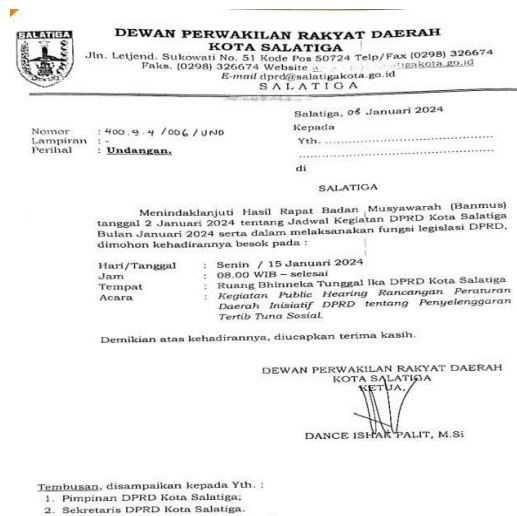 SALATIGA
DEWAN PERWAKILAN RAKYAT DAERAH
KOTA SALATIGA
Jln. Letjend. Sukowati No. 51 Kode Pos 50724 Telp/Fax (0298) 326674
Faks. (0298) 326674 Website
E-mail dprd@salatigakota.go.id
SALATIGA
Salatiga, 08 Januari 2024
Nomor : 400.9.4/006/UND
Lampiran : -
Perihal : Undangan.
Kepada
Yth. ...............................................
.......................................................
di
SALATIGA
Menindaklanjuti Hasil Rapat Badan Musyawarah (Banmus)
tanggal 2 Januari 2024 tentang Jadwal Kegiatan DPRD Kota Salatiga
Bulan Januari 2024 serta dalam melaksanakan fungsi legislasi DPRD,
dimohon kehadirannya besok pada :
Hari/Tanggal : Senin / 15 Januari 2024
Jam : 08.00 WIB – selesai
Tempat : Ruang Bhinneka Tunggal Ika DPRD Kota Salatiga
Acara : Kegiatan Public Hearing Rancangan Peraturan
Daerah Inisiatif DPRD tentang Penyelenggaran
Tertib Tuna Sosial.
Demikian atas kehadirannya, diucapkan terima kasih.
DEWAN PERWAKILAN RAKYAT DAERAH
KOTA SALATIGA
KETUA,
DANCE ISHAK PALIT, M.Si
Tembusan, disampaikan kepada Yth. :
1. Pimpinan DPRD Kota Salatiga;
2. Sekretaris DPRD Kota Salatiga.